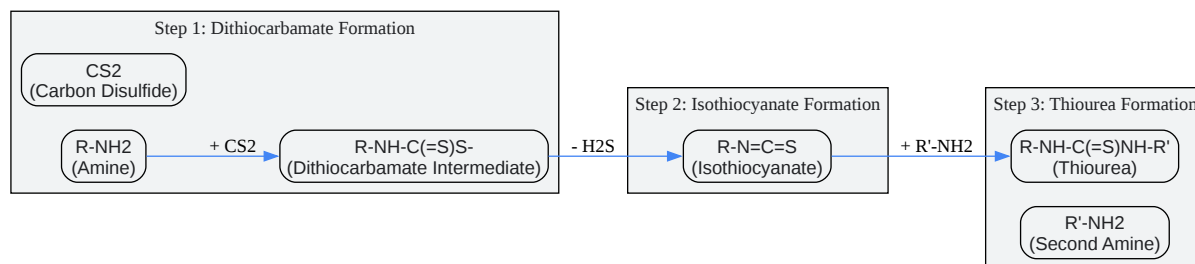 Step 1: Dithiocarbamate Formation
CS2
(Carbon Disulfide)
R-NH2
(Amine)
+ CS2
R-NH-C(=S)S-
(Dithiocarbamate Intermediate)
- H2S
Step 2: Isothiocyanate Formation
R-N=C=S
(Isothiocyanate)
+ R'-NH2
Step 3: Thiourea Formation
R-NH-C(=S)NH-R'
(Thiourea)
R'-NH2
(Second Amine)